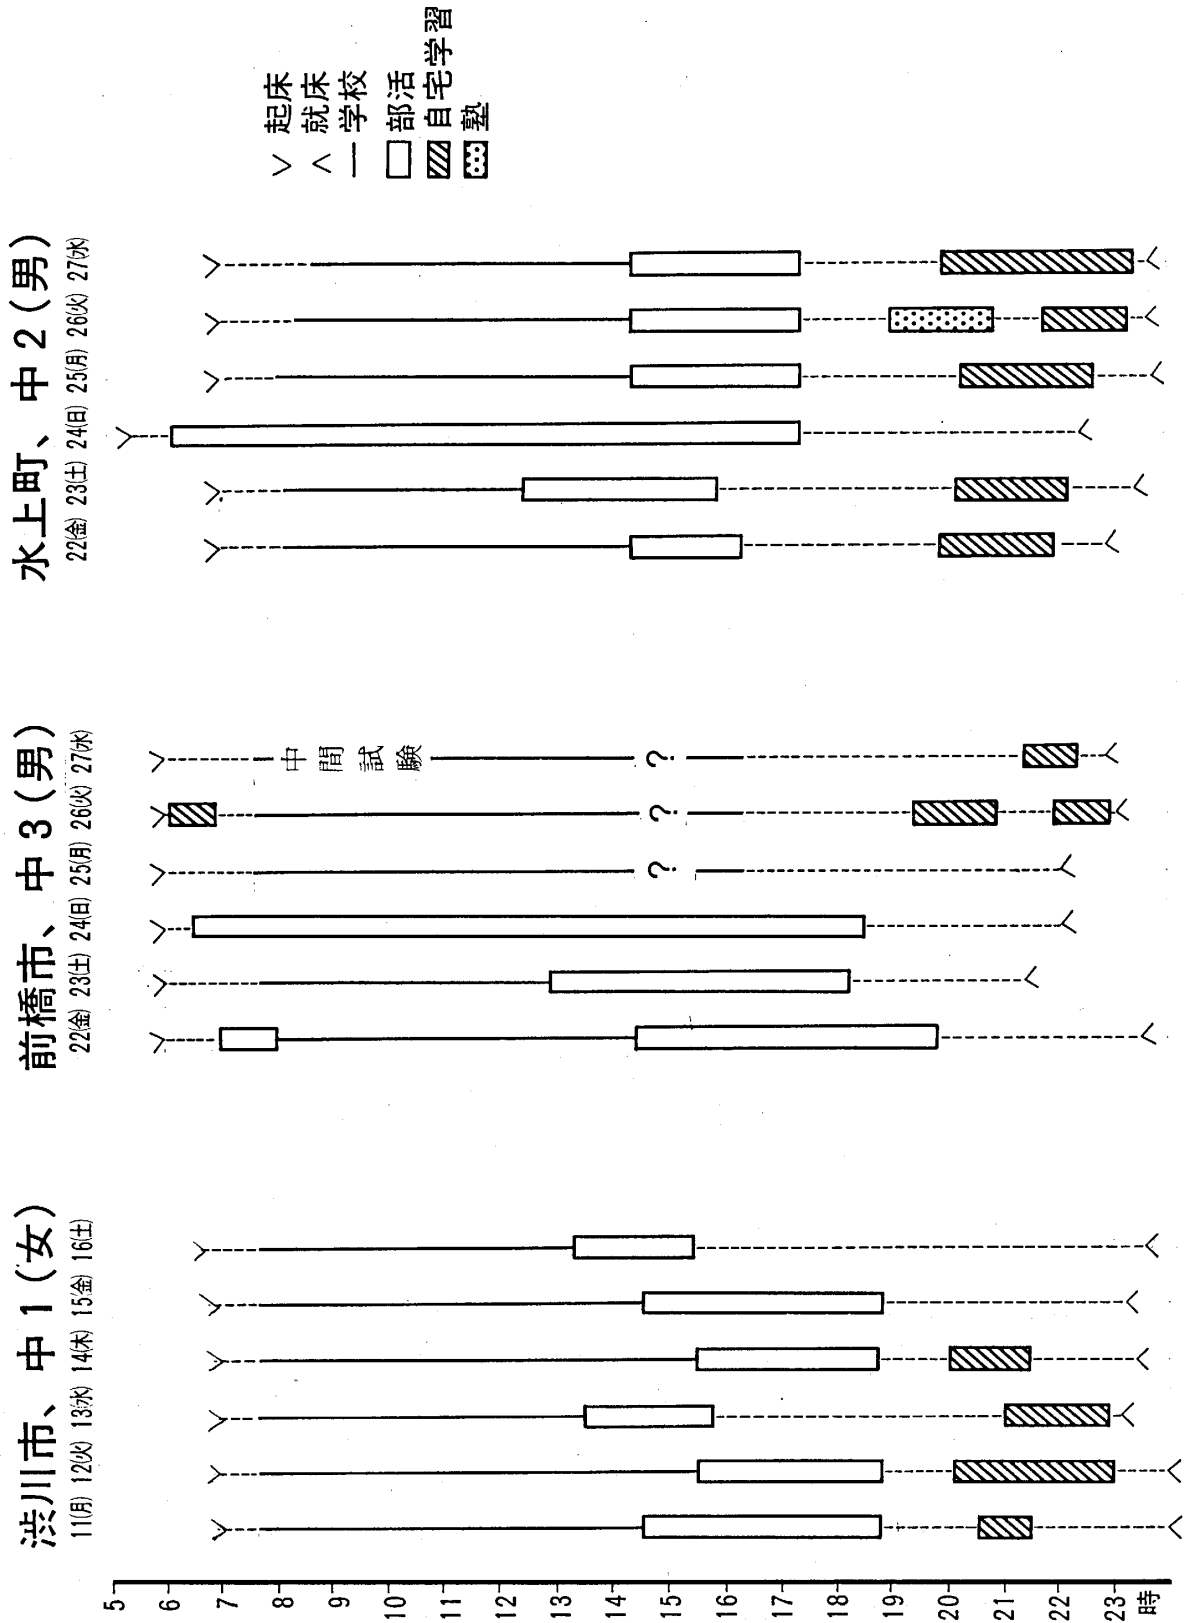 渋川市、中1(女)
11(月) 12(火) 13(水) 14(木) 15(金) 16(土)
前橋市、中3(男)
22(金) 23(土) 24(日) 25(月) 26(火) 27(水)
水上町、中2(男)
22(金) 23(土) 24(日) 25(月) 26(火) 27(水)
起床
就床
学校
部活
自宅学習
塾
中間試験
?
?
?
5
6
7
8
9
10
11
12
13
14
15
16
17
18
19
20
21
22
23
時